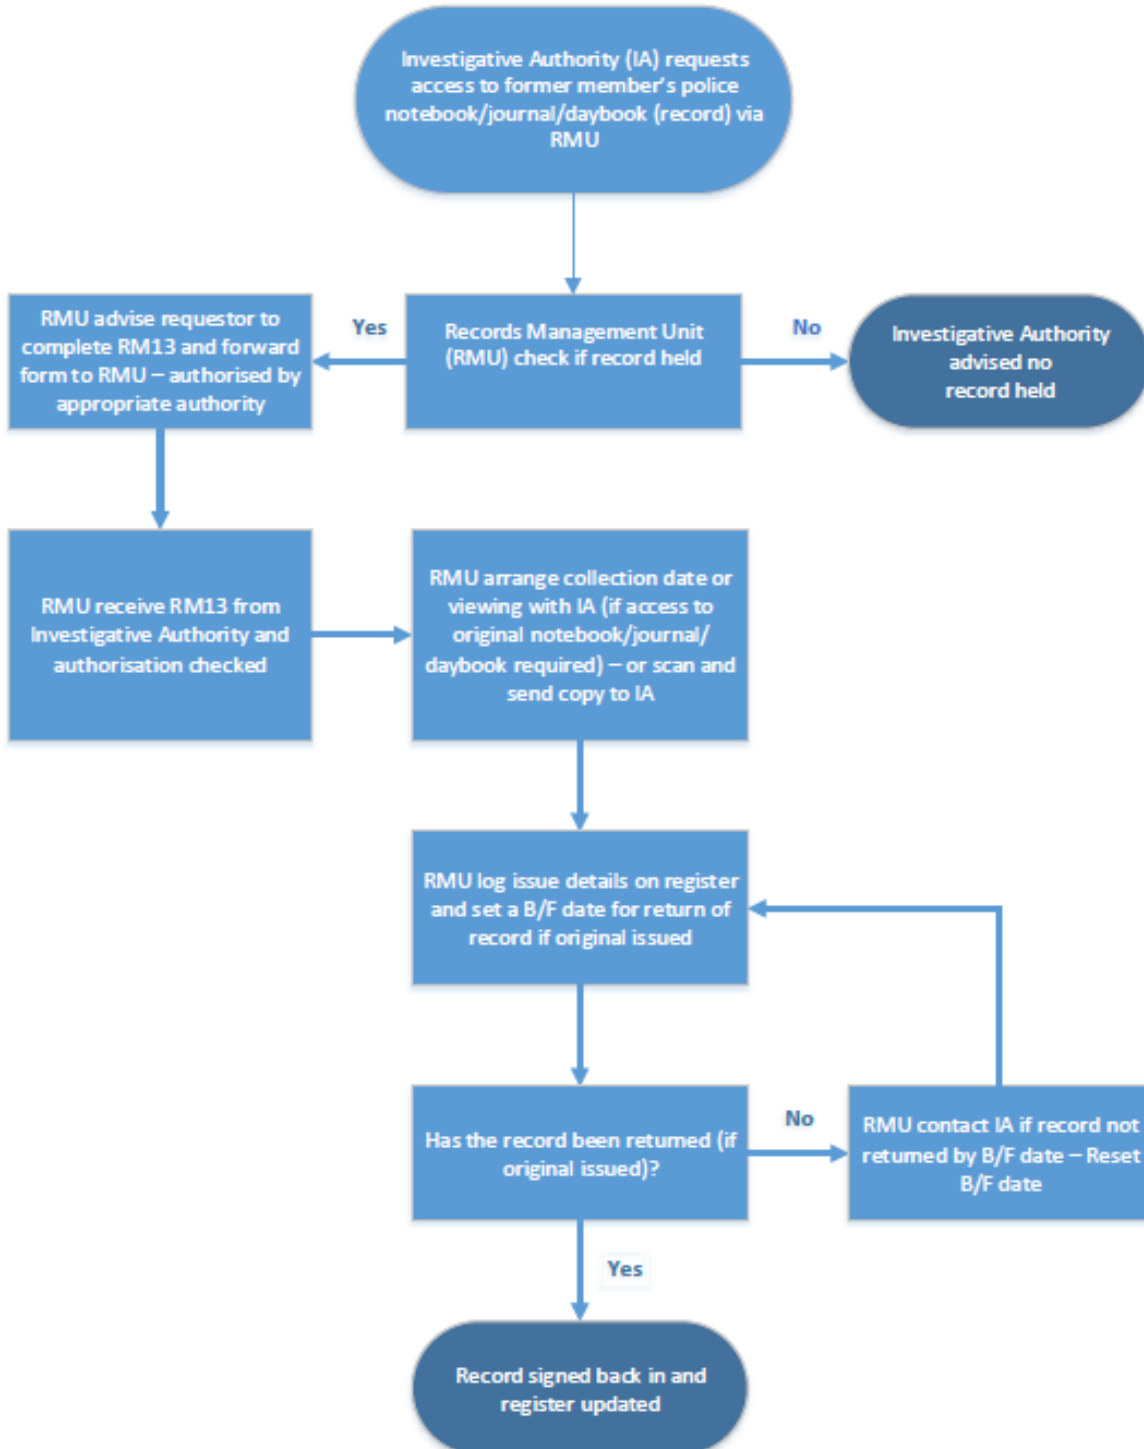 Investigative Authority (IA) requests
access to former member's police
notebook/journal/daybook (record) via
RMU
RMU advise requestor to
complete RM13 and forward
form to RMU – authorised by
appropriate authority
Yes
Records Management Unit
(RMU) check if record held
No
Investigative Authority
advised no
record held
RMU receive RM13 from
Investigative Authority and
authorisation checked
RMU arrange collection date or
viewing with IA (if access to
original notebook/journal/
daybook required) – or scan and
send copy to IA
RMU log issue details on register
and set a B/F date for return of
record if original issued
Has the record been returned (if
original issued)?
No
RMU contact IA if record not
returned by B/F date – Reset
B/F date
Yes
Record signed back in and
register updated